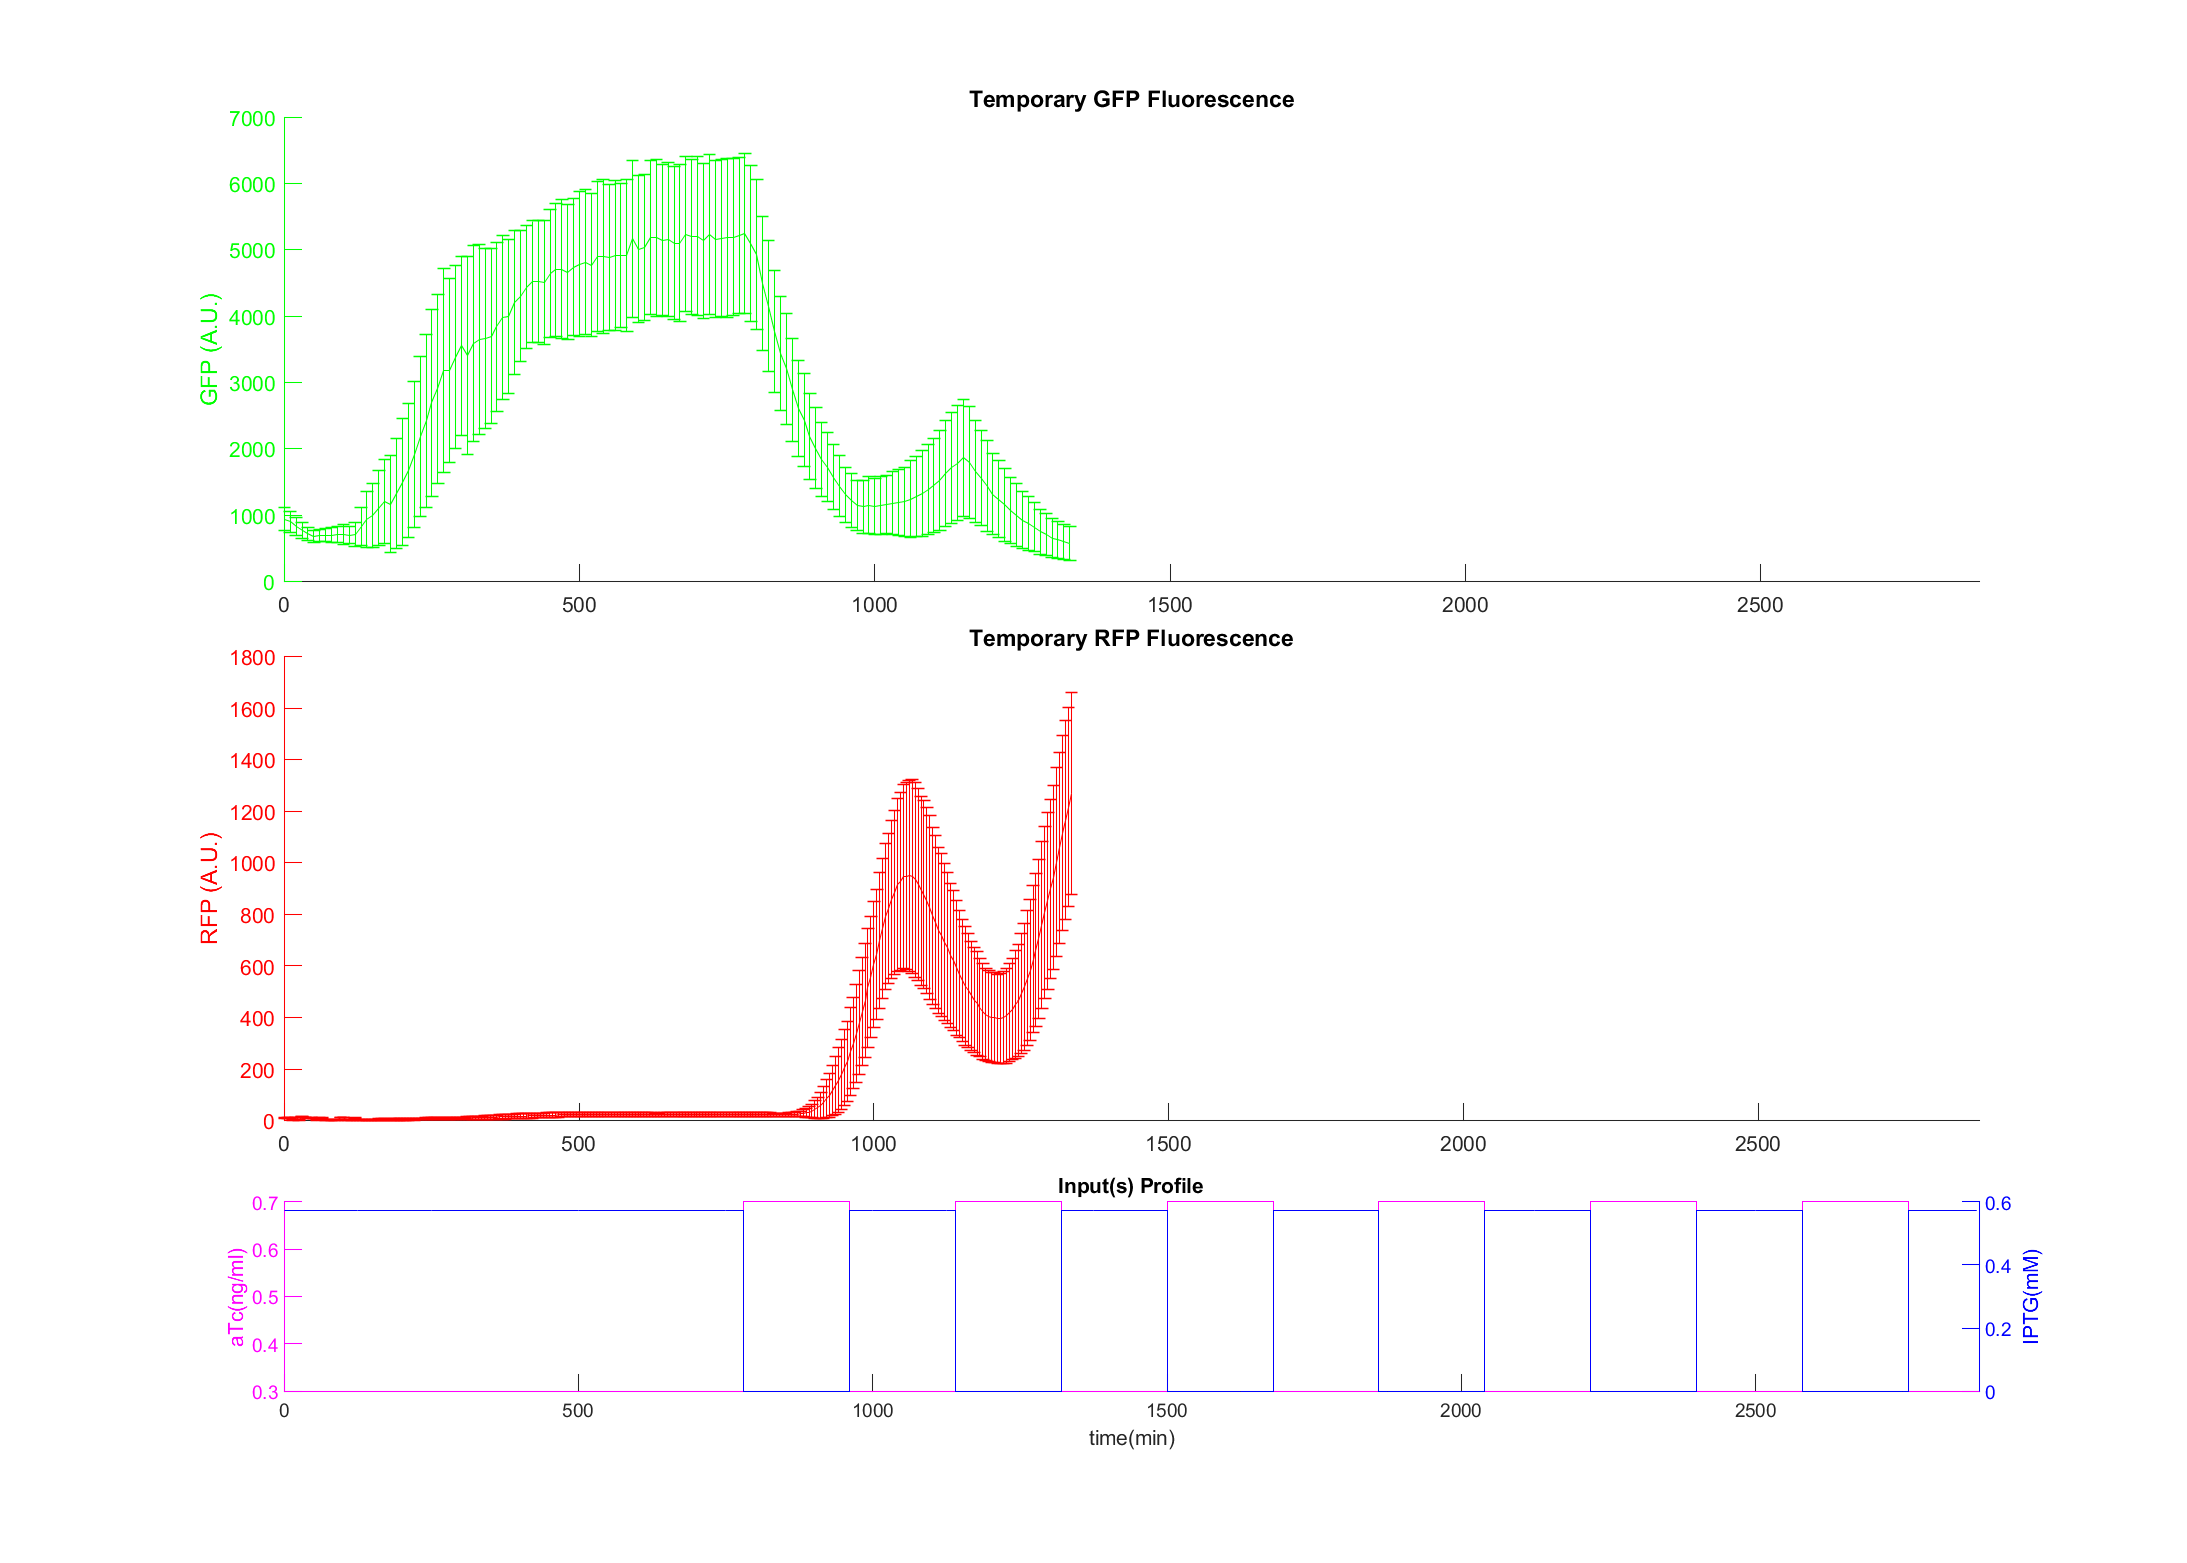 Temporary GFP Fluorescence
7000
6000
5000
4000
3000
2000
1000
0
GFP (A.U.)
0 500 1000 1500 2000 2500
Temporary RFP Fluorescence
1800
1600
1400
1200
1000
800
600
400
200
0
RFP (A.U.)
0 500 1000 1500 2000 2500
Input(s) Profile
0.7
0.6
0.5
0.4
0.3
aTc(ng/ml)
0.6
0.4
0.2
0
IPTG(mM)
0 500 1000 1500 2000 2500
time(min)